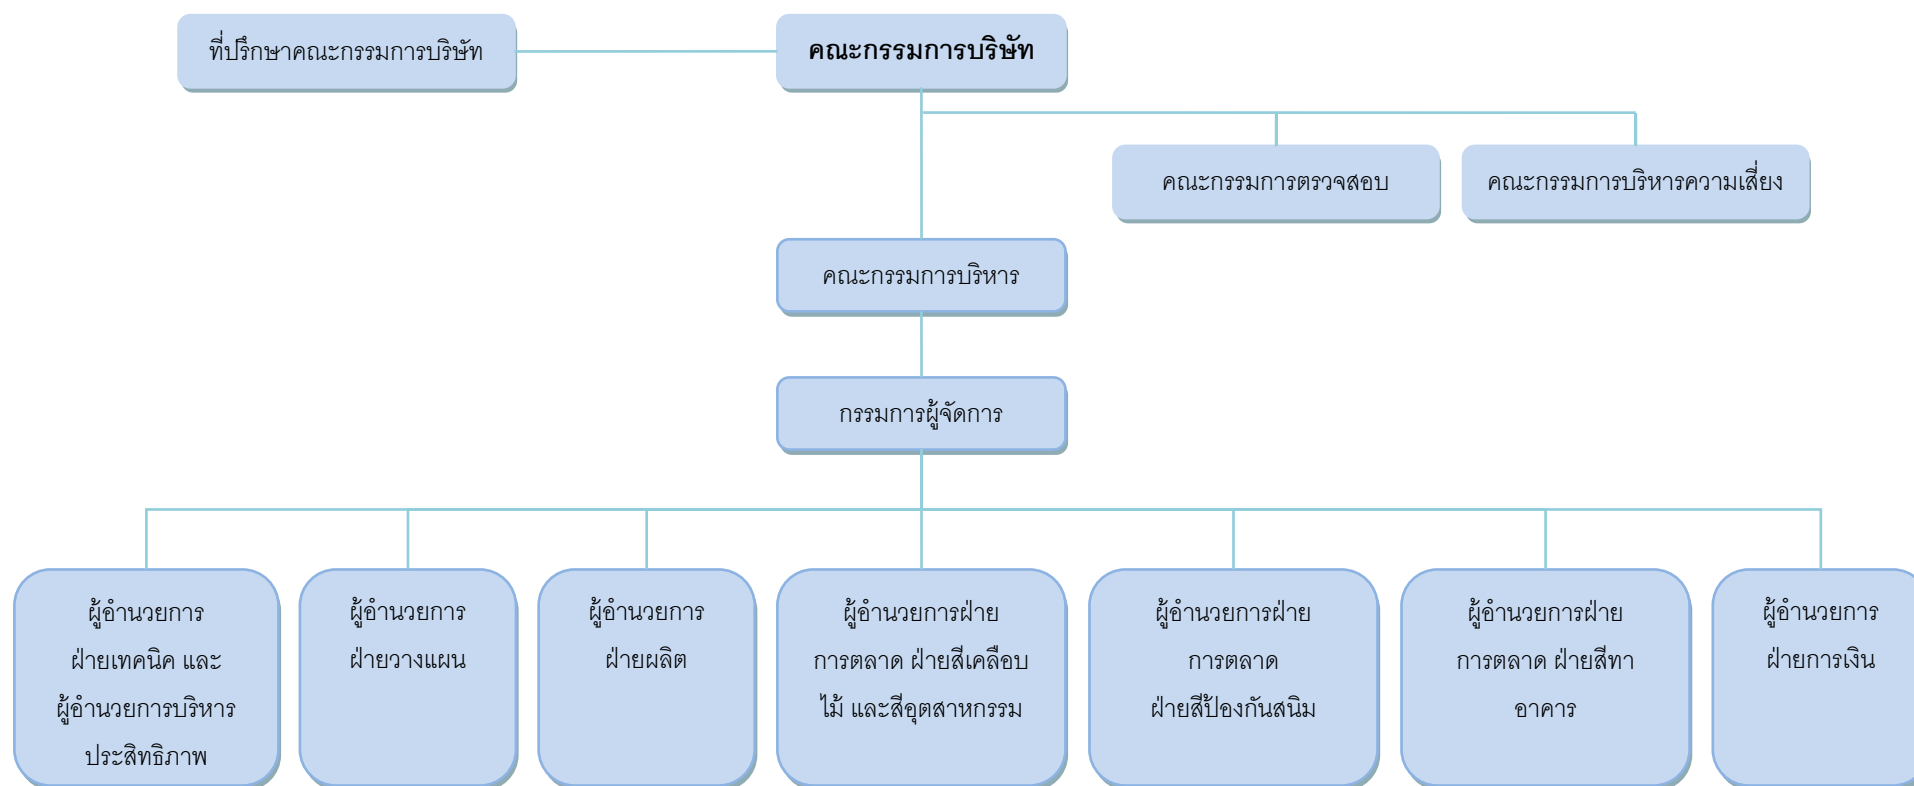 ที่ปรึกษาคณะกรรมการบริษัท
คณะกรรมการบริษัท
คณะกรรมการตรวจสอบ
คณะกรรมการบริหารความเสี่ยง
คณะกรรมการบริหาร
กรรมการผู้จัดการ
ผู้อำนวยการ
ฝ่ายเทคนิค และ
ผู้อำนวยการบริหาร
ประสิทธิภาพ
ผู้อำนวยการ
ฝ่ายวางแผน
ผู้อำนวยการ
ฝ่ายผลิต
ผู้อำนวยการฝ่าย
การตลาด ฝ่ายสีเคลือบ
ไม้ และสีอุตสาหกรรม
ผู้อำนวยการฝ่าย
การตลาด
ฝ่ายสีป้องกันสนิม
ผู้อำนวยการฝ่าย
การตลาด ฝ่ายสีทา
อาคาร
ผู้อำนวยการ
ฝ่ายการเงิน